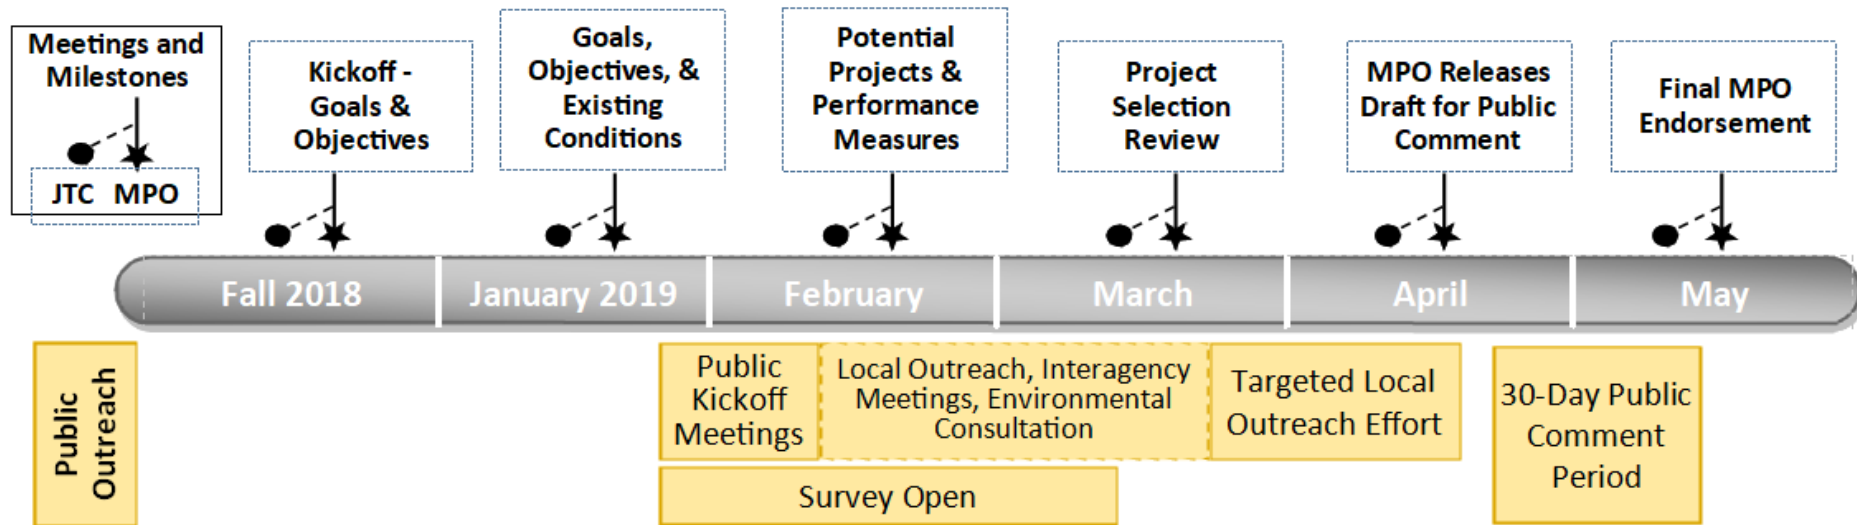 Meetings and
Milestones
JTC MPO
Kickoff -
Goals &
Objectives
Goals,
Objectives, &
Existing
Conditions
Potential
Projects &
Performance
Measures
Project
Selection
Review
MPO Releases
Draft for Public
Comment
Final MPO
Endorsement
Fall 2018
January 2019
February
March
April
May
Public
Outreach
Public
Kickoff
Meetings
Local Outreach, Interagency
Meetings, Environmental
Consultation
Targeted Local
Outreach Effort
30-Day Public
Comment
Period
Survey Open